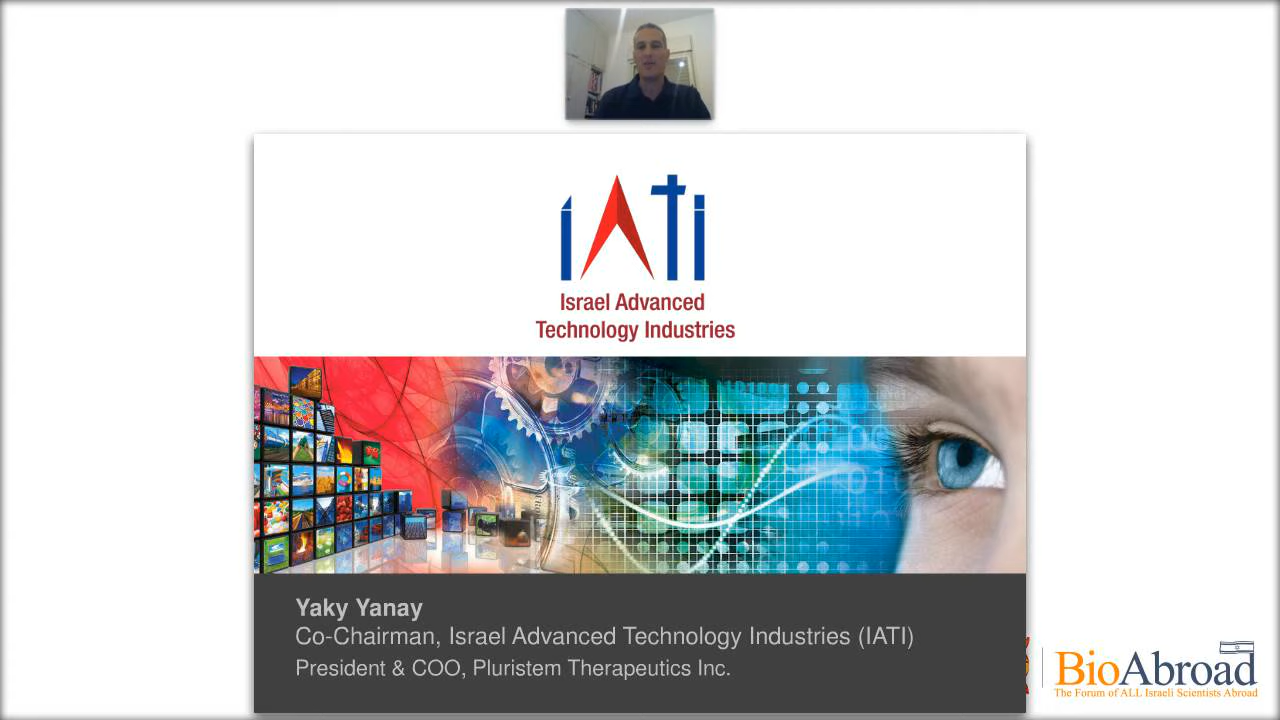 iATi
Israel Advanced
Technology Industries
Yaky Yanay
Co-Chairman, Israel Advanced Technology Industries (IATI)
President & COO, Pluristem Therapeutics Inc.
BioAbroad
The Forum of ALL Israeli Scientists Abroad